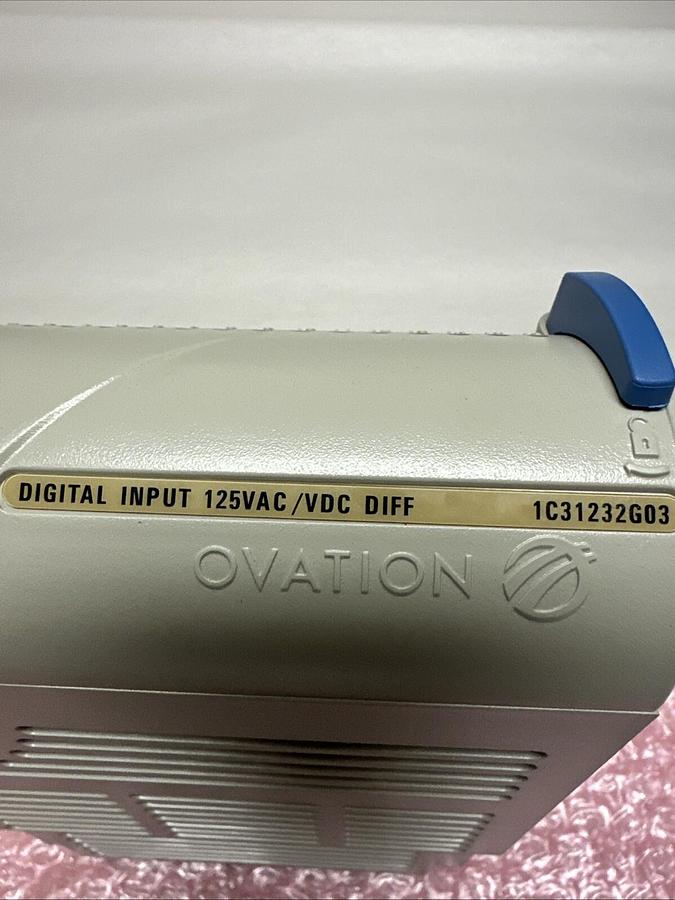 DIGITAL INPUT 125VAC/VDC DIFF 1C31232G03
OVATION